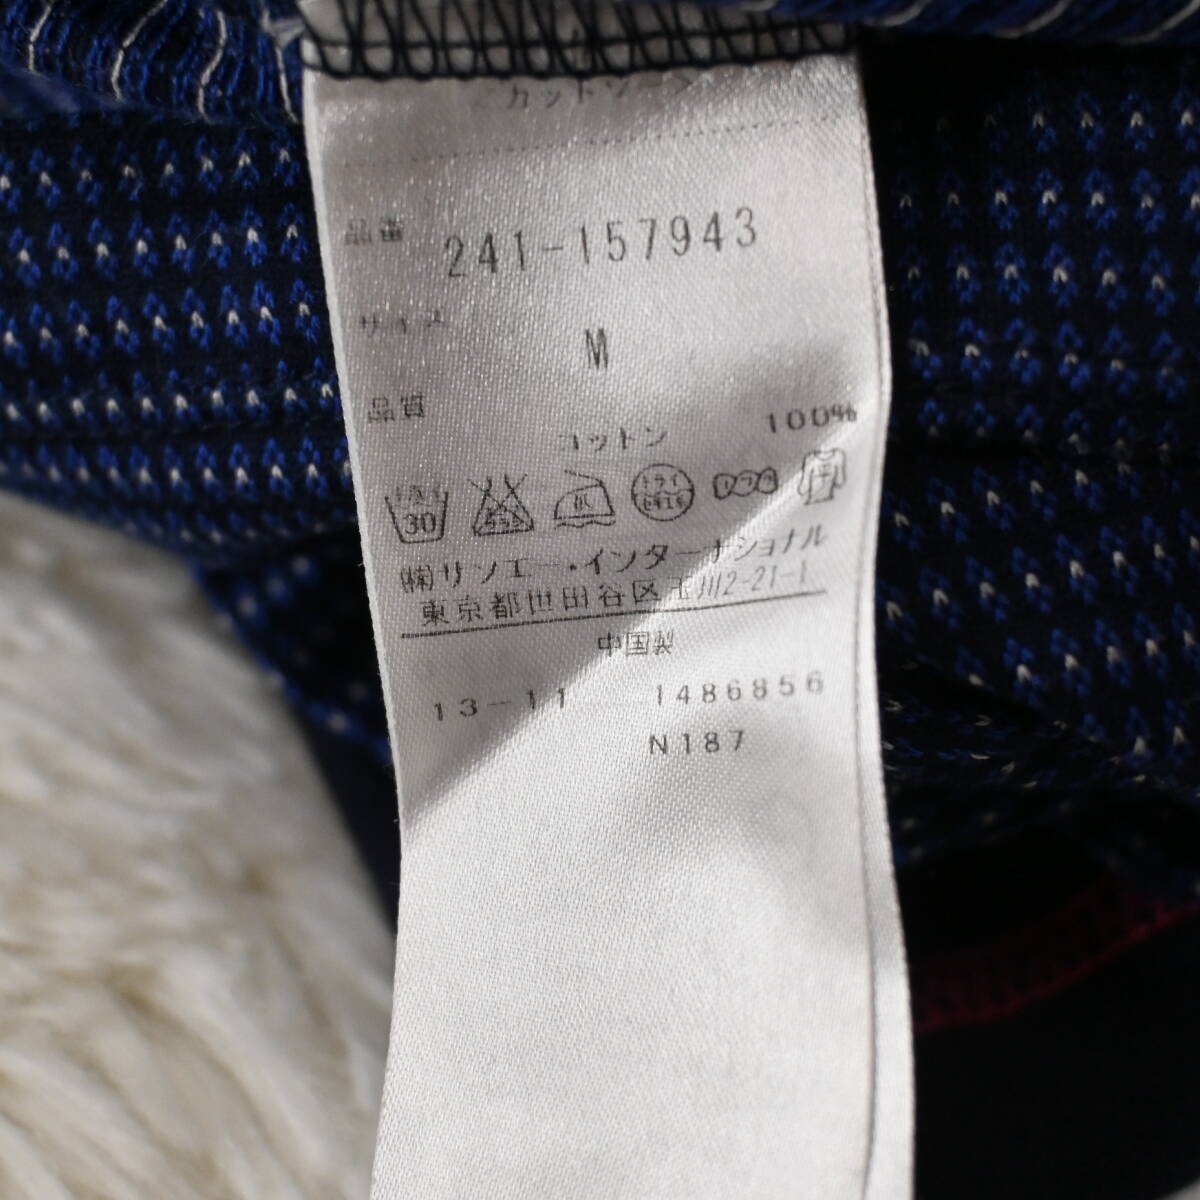 <カットソー>
品番 241-157943
サイズ M
品質
コットン 100%
30
(株)サンエー・インターナショナル
東京都世田谷区玉川2-21-1
中国製
13-11 1486856
N187